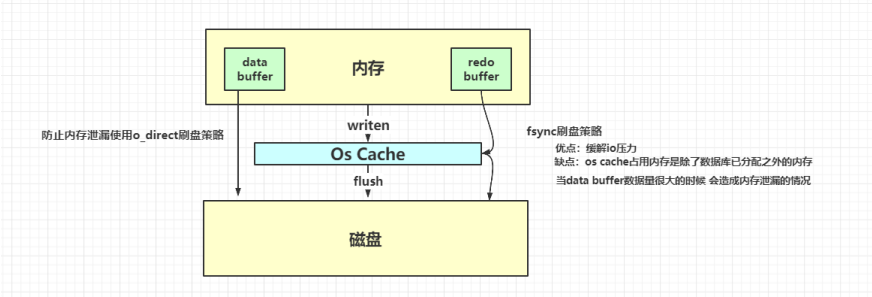 data
buffer
内存
redo
buffer
writen
防止内存泄漏使用o_direct刷盘策略
fsync刷盘策略
优点：缓解io压力
Os Cache
缺点：os cache占用内存是除了数据库已分配之外的内存
flush
当data buffer数据量很大的时候 会造成内存泄漏的情况
磁盘